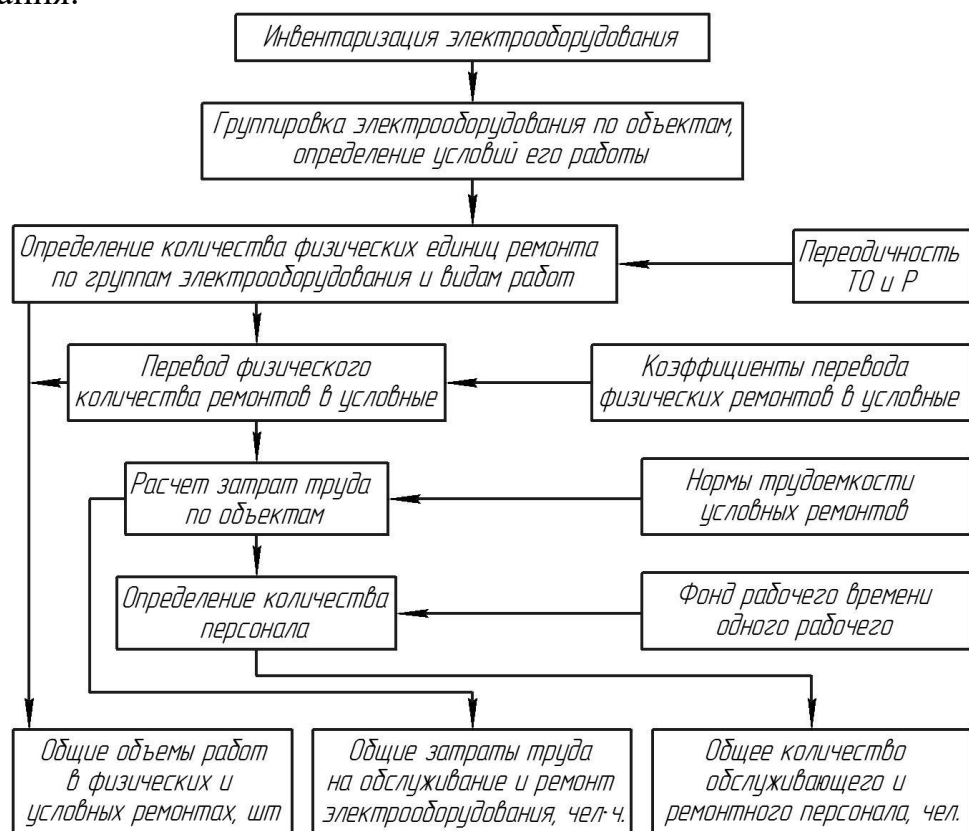 Инвентаризация электрооборудования
Группировка электрооборудования по объектам,
определение условий его работы
Определение количества физических единиц ремонта
по группам электрооборудования и видам работ
Переодичность
ТО и Р
Перевод физического
количества ремонтов в условные
Коэффициенты перевода
физических ремонтов в условные
Расчет затрат труда
по объектам
Нормы трудоемкости
условных ремонтов
Определение количества
персонала
Фонд рабочего времени
одного рабочего
Общие объемы работ
в физических и
условных ремонтах, шт
Общие затраты труда
на обслуживание и ремонт
электрооборудования, чел-ч.
Общее количество
обслуживающего и
ремонтного персонала, чел.